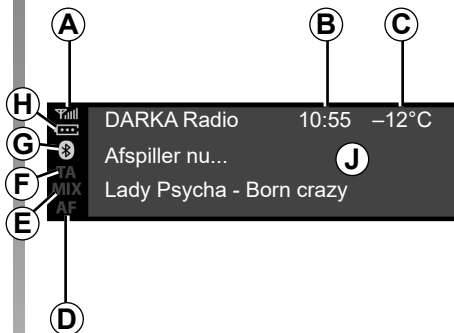 A B C
H
G
F
E
DARKA Radio 10:55 –12°C
Afspiller nu...
J
Lady Psycha - Born crazy
TA
MIX
AF
D